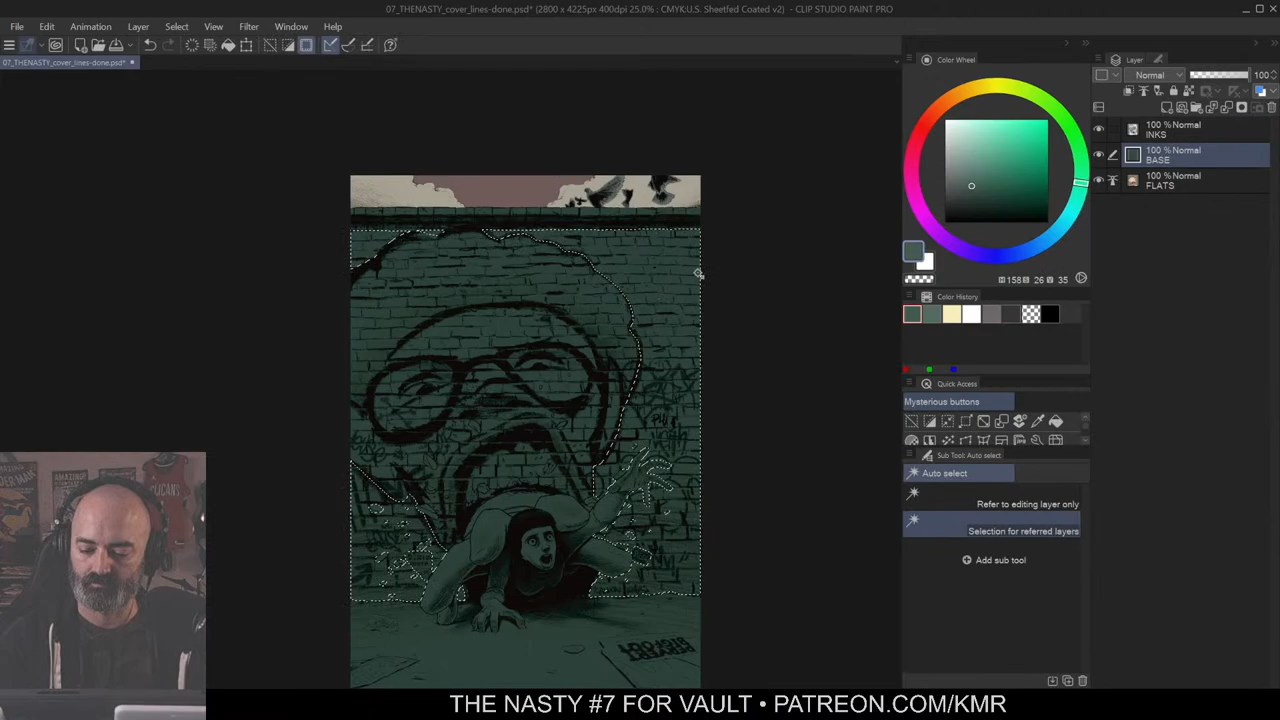 07_THENASTY_cover_lines-done.psd* (2800 x 4225px 400dpi 25.0% : CMYK:U.S. Sheetfed Coated v2) - CLIP STUDIO PAINT PRO
File Edit Animation Layer Select View Filter Window Help
07_THENASTY_cover_lines-done.psd*
Color Wheel
Layer
Normal 100
100 % Normal
INKS
100 % Normal
BASE
100 % Normal
FLATS
H 158 S 26 V 35
Color History
Quick Access
Mysterious buttons
Sub Tool: Auto select
Auto select
Refer to editing layer only
Selection for referred layers
Add sub tool
THE NASTY #7 FOR VAULT • PATREON.COM/KMR